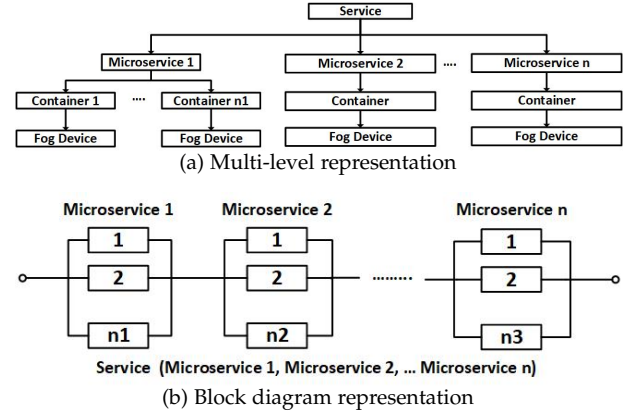 Service
Microservice 1 Microservice 2 .... Microservice n
Container 1 .... Container n1 Container Container
Fog Device Fog Device Fog Device Fog Device
(a) Multi-level representation
Microservice 1 Microservice 2 Microservice n
1 1 1
2 2 ......... 2
n1 n2 n3
Service (Microservice 1, Microservice 2, ... Microservice n)
(b) Block diagram representation